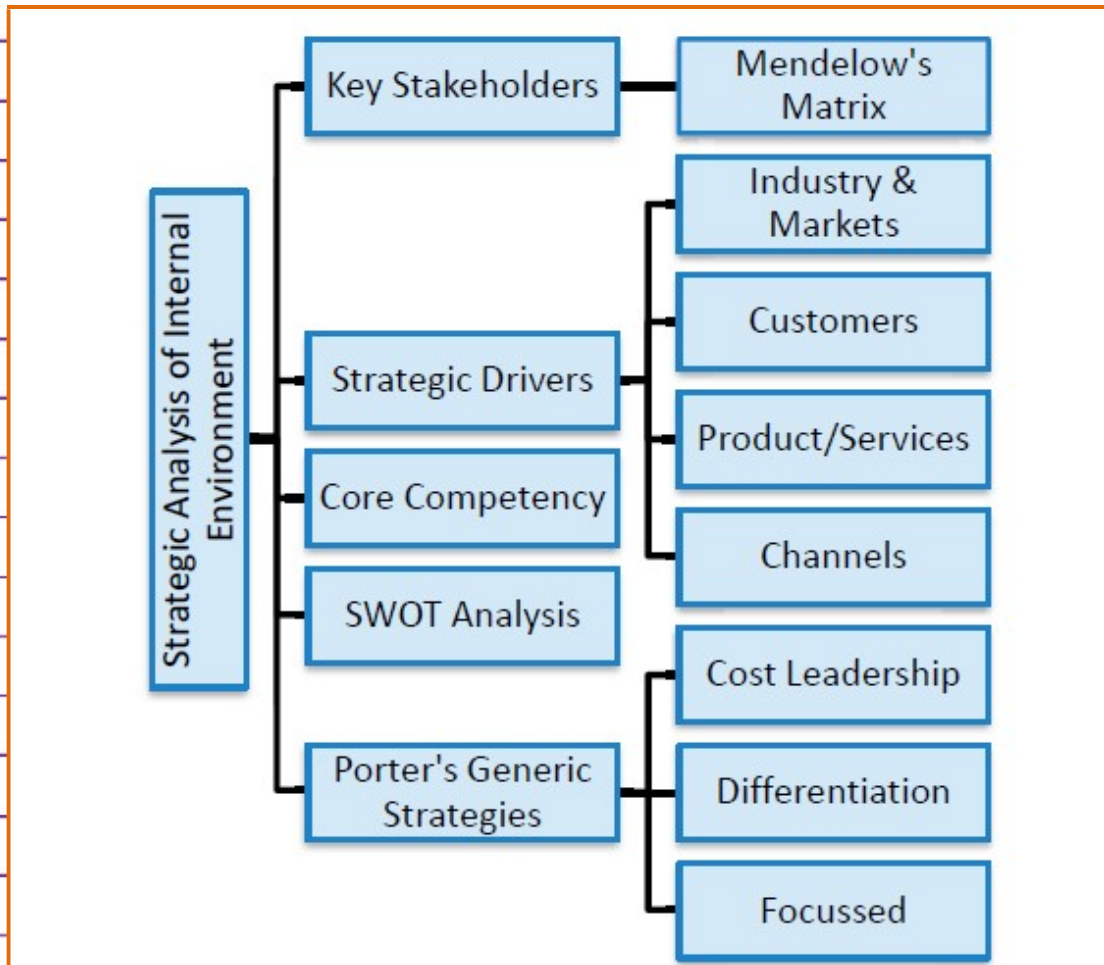 Strategic Analysis of Internal
Environment
Key Stakeholders
Mendelow's
Matrix
Strategic Drivers
Industry &
Markets
Customers
Product/Services
Channels
Core Competency
SWOT Analysis
Porter's Generic
Strategies
Cost Leadership
Differentiation
Focussed